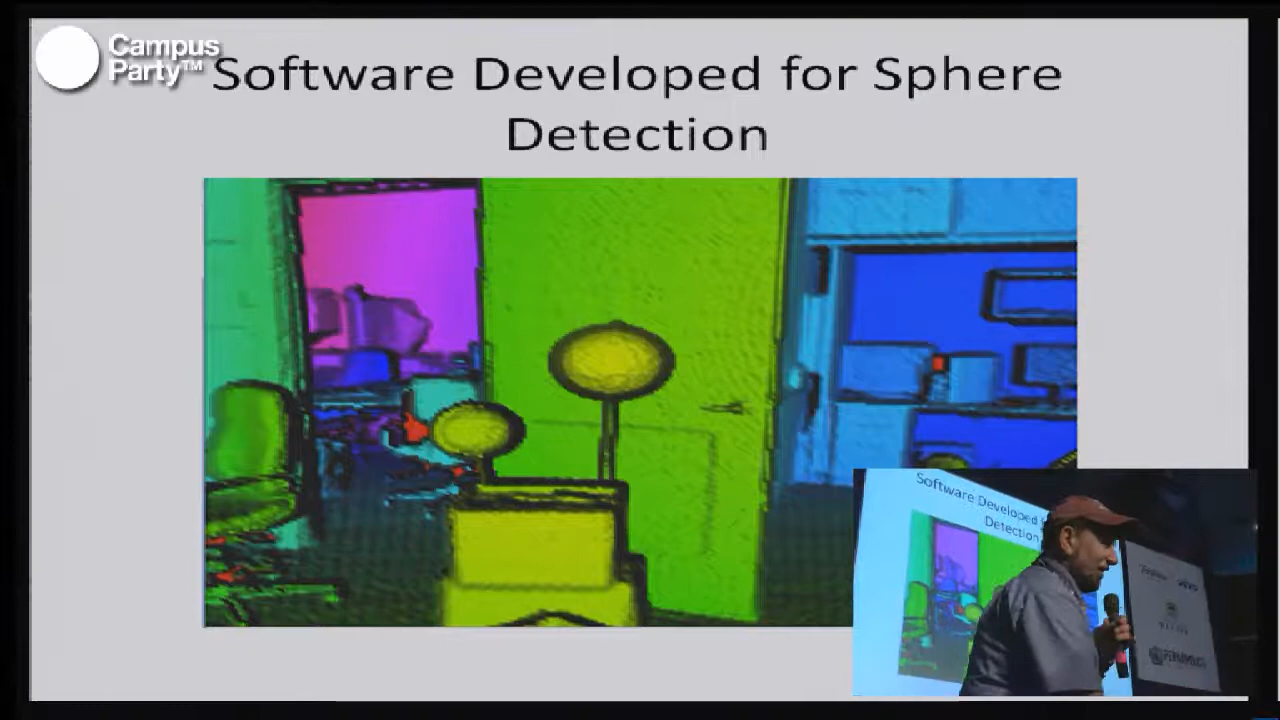 Campus
Party™
Software Developed for Sphere
Detection
Software Developed
Detection